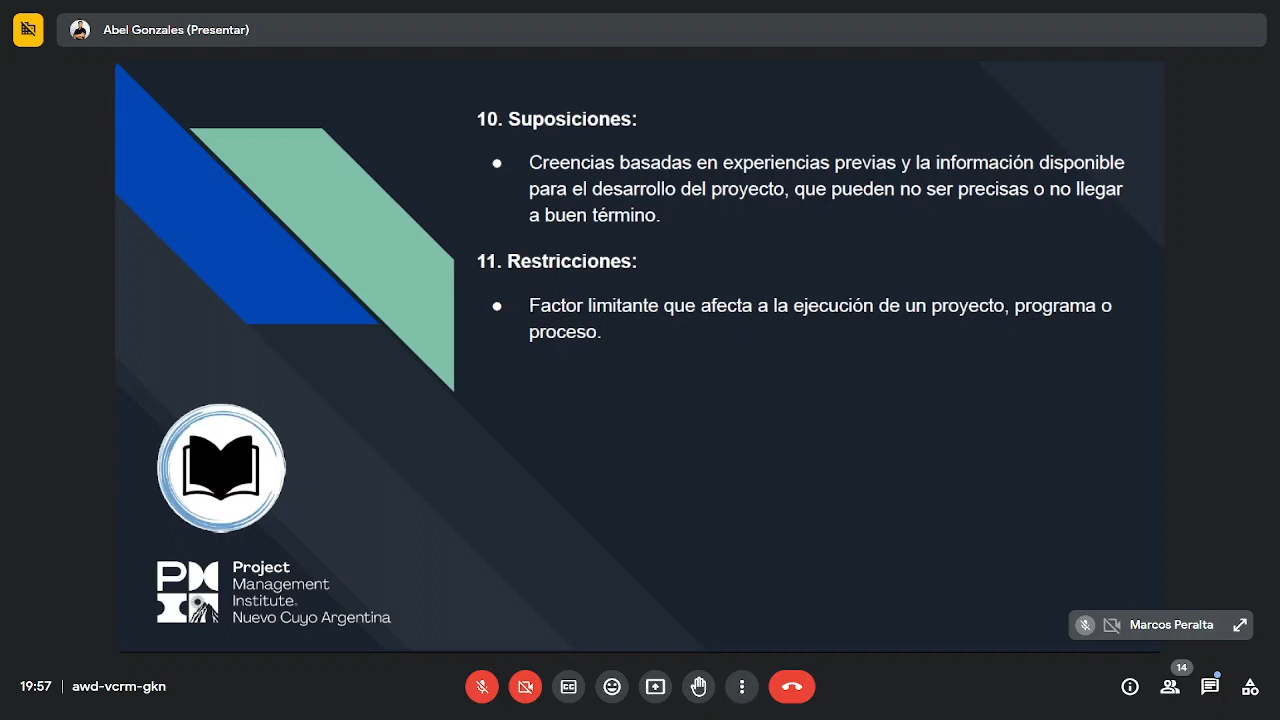 Abel Gonzales (Presentar)
10. Suposiciones:
● Creencias basadas en experiencias previas y la información disponible
para el desarrollo del proyecto, que pueden no ser precisas o no llegar
a buen término.
11. Restricciones:
● Factor limitante que afecta a la ejecución de un proyecto, programa o
proceso.
Project
Management
Institute.
Nuevo Cuyo Argentina
Marcos Peralta
19:57 | awd-vcrm-gkn
14